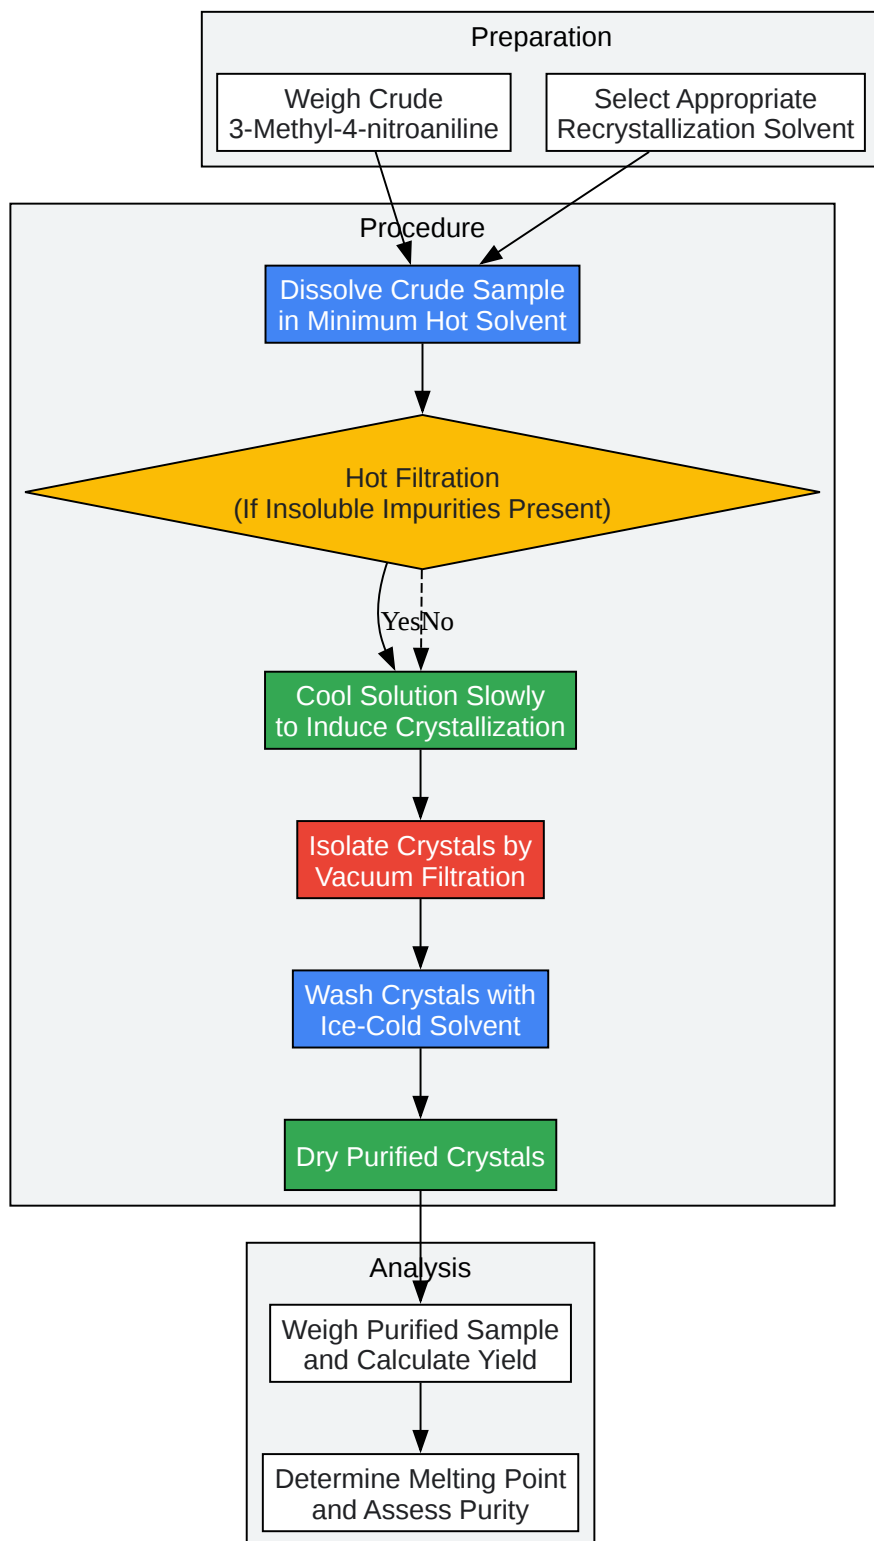 Preparation
Weigh Crude
3-Methyl-4-nitroaniline
Select Appropriate
Recrystallization Solvent
Procedure
Dissolve Crude Sample
in Minimum Hot Solvent
Hot Filtration
(If Insoluble Impurities Present)
Yes
No
Cool Solution Slowly
to Induce Crystallization
Isolate Crystals by
Vacuum Filtration
Wash Crystals with
Ice-Cold Solvent
Dry Purified Crystals
Analysis
Weigh Purified Sample
and Calculate Yield
Determine Melting Point
and Assess Purity